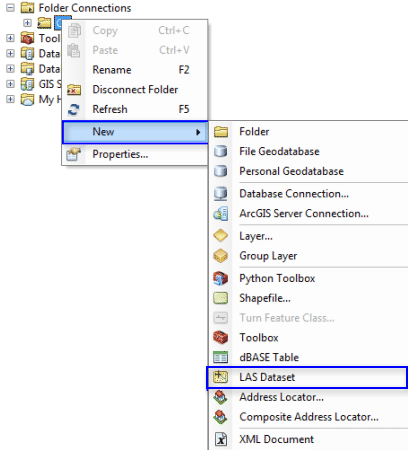 Folder Connections
C
Copy Ctrl+C
Paste Ctrl+V
Rename F2
Disconnect Folder
Refresh F5
New
Properties...
Tool
Data
Data
GIS S
My H
Folder
File Geodatabase
Personal Geodatabase
Database Connection...
ArcGIS Server Connection...
Layer...
Group Layer
Python Toolbox
Shapefile...
Turn Feature Class...
Toolbox
dBASE Table
LAS Dataset
Address Locator...
Composite Address Locator...
XML Document